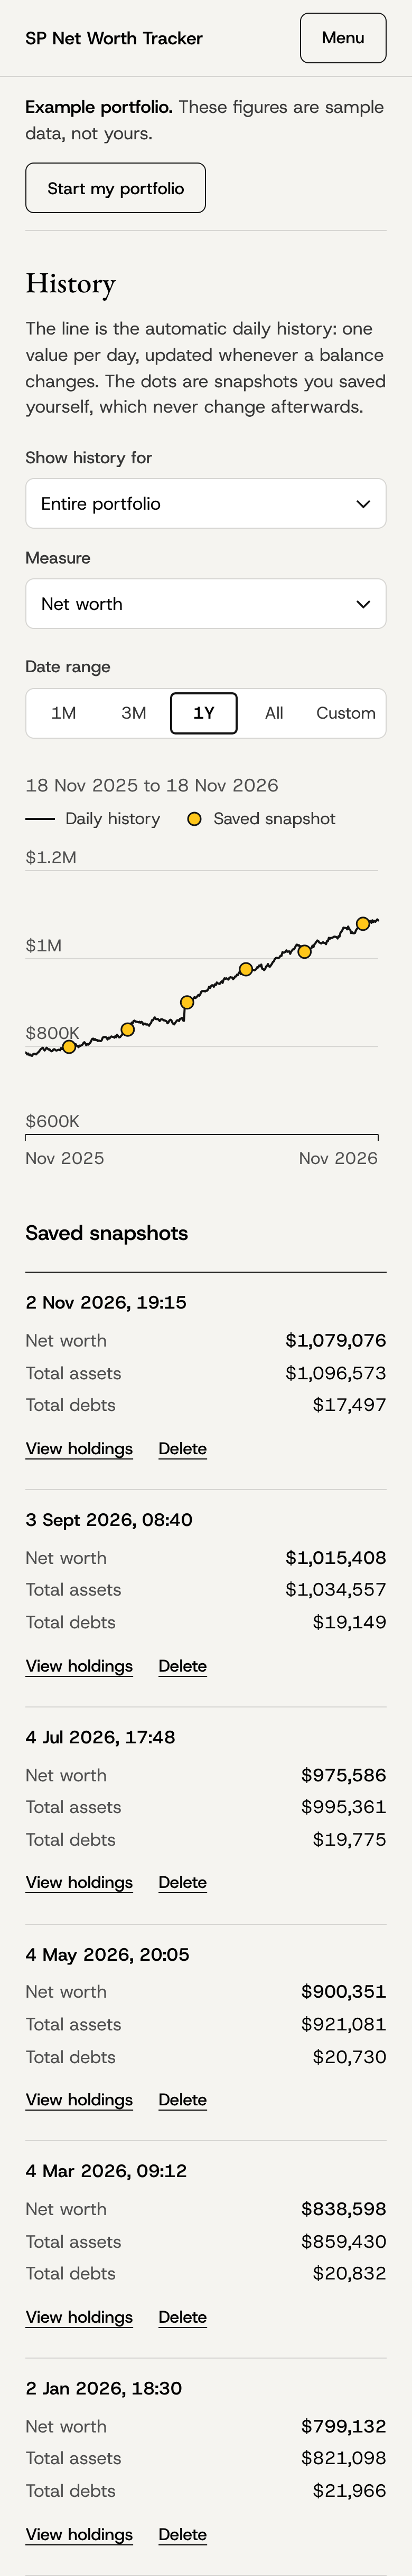 SP Net Worth Tracker
Menu
Example portfolio. These figures are sample
data, not yours.
Start my portfolio
History
The line is the automatic daily history: one
value per day, updated whenever a balance
changes. The dots are snapshots you saved
yourself, which never change afterwards.
Show history for
Entire portfolio
Measure
Net worth
Date range
1M 3M 1Y All Custom
18 Nov 2025 to 18 Nov 2026
Daily history Saved snapshot
$1.2M
$1M
$800K
$600K
Nov 2025 Nov 2026
Saved snapshots
2 Nov 2026, 19:15
Net worth $1,079,076
Total assets $1,096,573
Total debts $17,497
View holdings Delete
3 Sept 2026, 08:40
Net worth $1,015,408
Total assets $1,034,557
Total debts $19,149
View holdings Delete
4 Jul 2026, 17:48
Net worth $975,586
Total assets $995,361
Total debts $19,775
View holdings Delete
4 May 2026, 20:05
Net worth $900,351
Total assets $921,081
Total debts $20,730
View holdings Delete
4 Mar 2026, 09:12
Net worth $838,598
Total assets $859,430
Total debts $20,832
View holdings Delete
2 Jan 2026, 18:30
Net worth $799,132
Total assets $821,098
Total debts $21,966
View holdings Delete